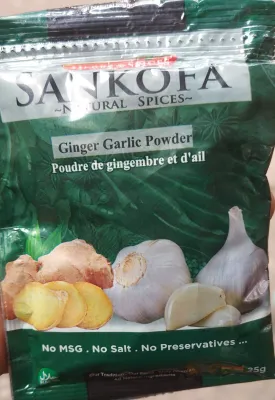 SANKOFA
~NATURAL SPICES~
Ginger Garlic Powder
Poudre de gingembre et d'ail
No MSG . No Salt . No Preservatives ...
25g